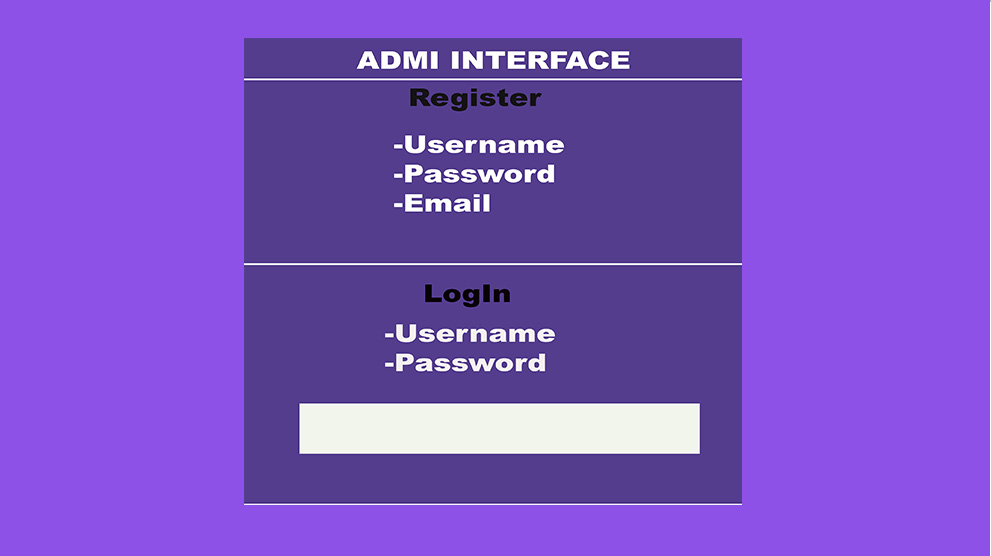 ADMI INTERFACE
Register
-Username
-Password
-Email
LogIn
-Username
-Password